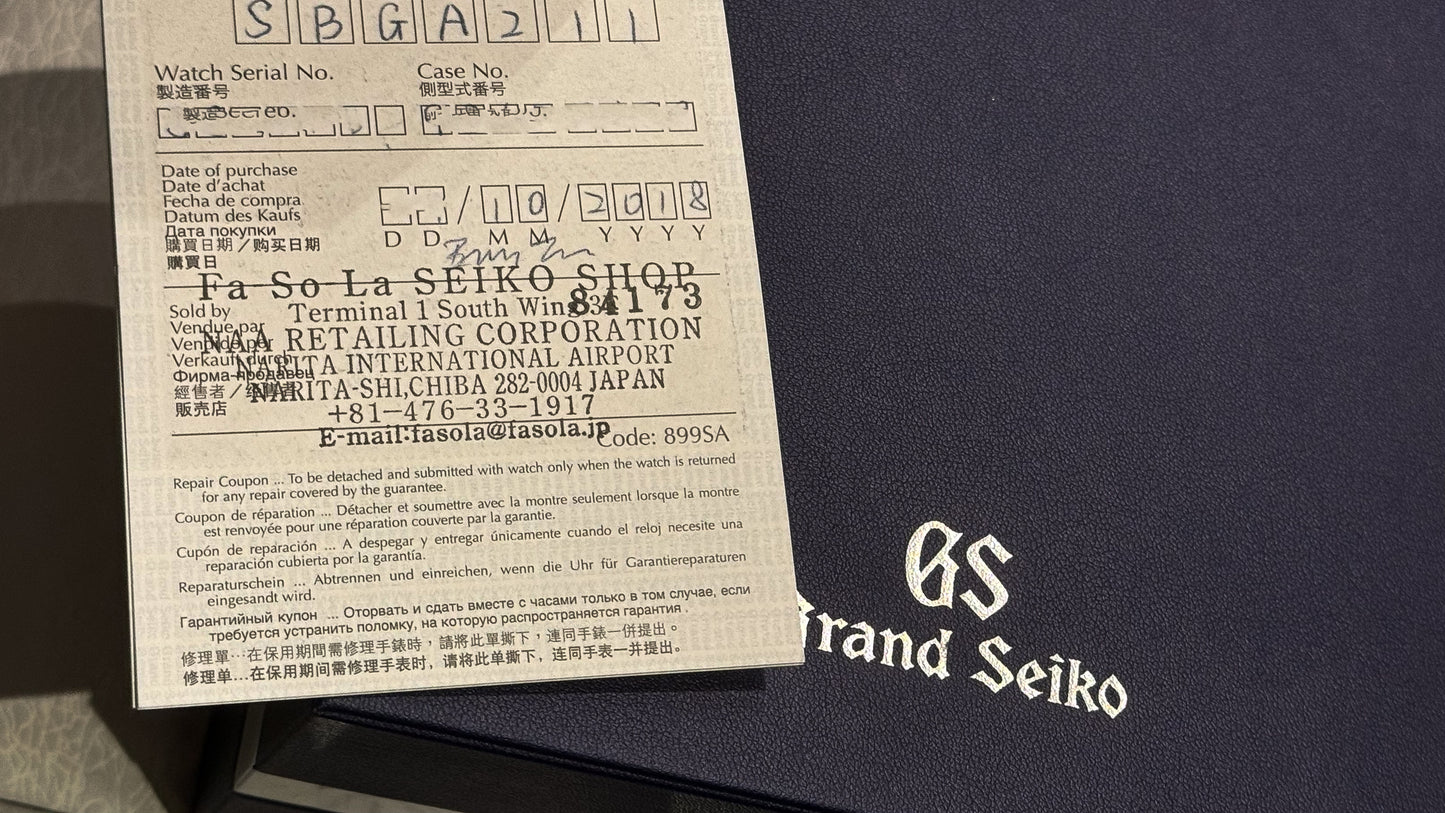 SBGA211
Watch Serial No. Case No.
製造番号 側型式番号
Date of purchase
Date d'achat
Fecha de compra
Datum des Kaufs
Дата покупки
購買日期／购买日期
購買日
/ 10 / 2018
D D M M Y Y Y Y
Fa-So-La SEIKO SHOP
84173
Sold by
Terminal 1 South Wing
Vendue par
NAA RETAILING CORPORATION
Vendido por
NARITA INTERNATIONAL AIRPORT
Verkauft durch
Фирма-продавец
NARITA-SHI,CHIBA 282-0004 JAPAN
經售者／经售者
販売店
+81-476-33-1917
E-mail:fasola@fasola.jp
Code: 899SA
Repair Coupon ... To be detached and submitted with watch only when the watch is returned
for any repair covered by the guarantee.
Coupon de réparation ... Détacher et soumettre avec la montre seulement lorsque la montre
est renvoyée pour une réparation couverte par la garantie.
Cupón de reparación ... A despegar y entregar únicamente cuando el reloj necesite una
reparación cubierta por la garantía.
Reparaturschein ... Abtrennen und einreichen, wenn die Uhr für Garantiereparaturen
eingesandt wird.
Гарантийный купон ... Оторвать и сдать вместе с часами только в том случае, если
требуется устранить поломку, на которую распространяется гарантия .
修理單…在保用期間需修理手錶時，請將此單撕下，連同手錶一併提出。
修理单…在保用期间需修理手表时，请将此单撕下，连同手表一并提出。
GS
Grand Seiko